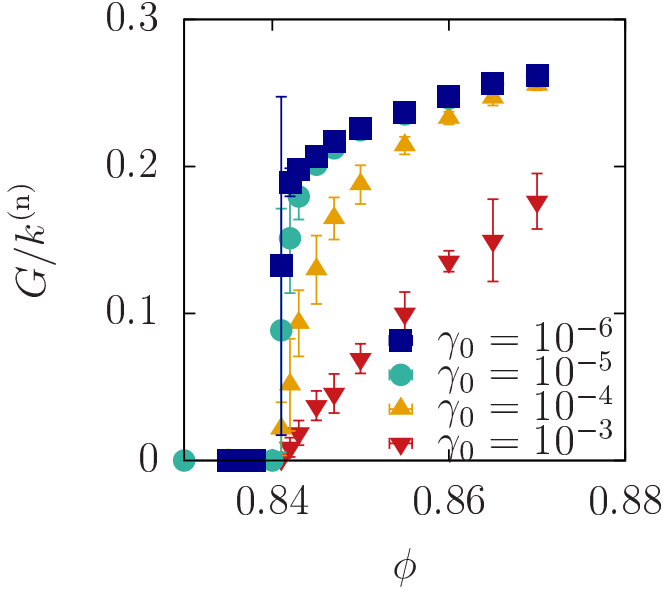 0.3
0.2
0.1
0
G/k⁽ⁿ⁾
γ₀ = 10⁻⁶
γ₀ = 10⁻⁵
γ₀ = 10⁻⁴
γ₀ = 10⁻³
0.84 0.86 0.88
ϕ